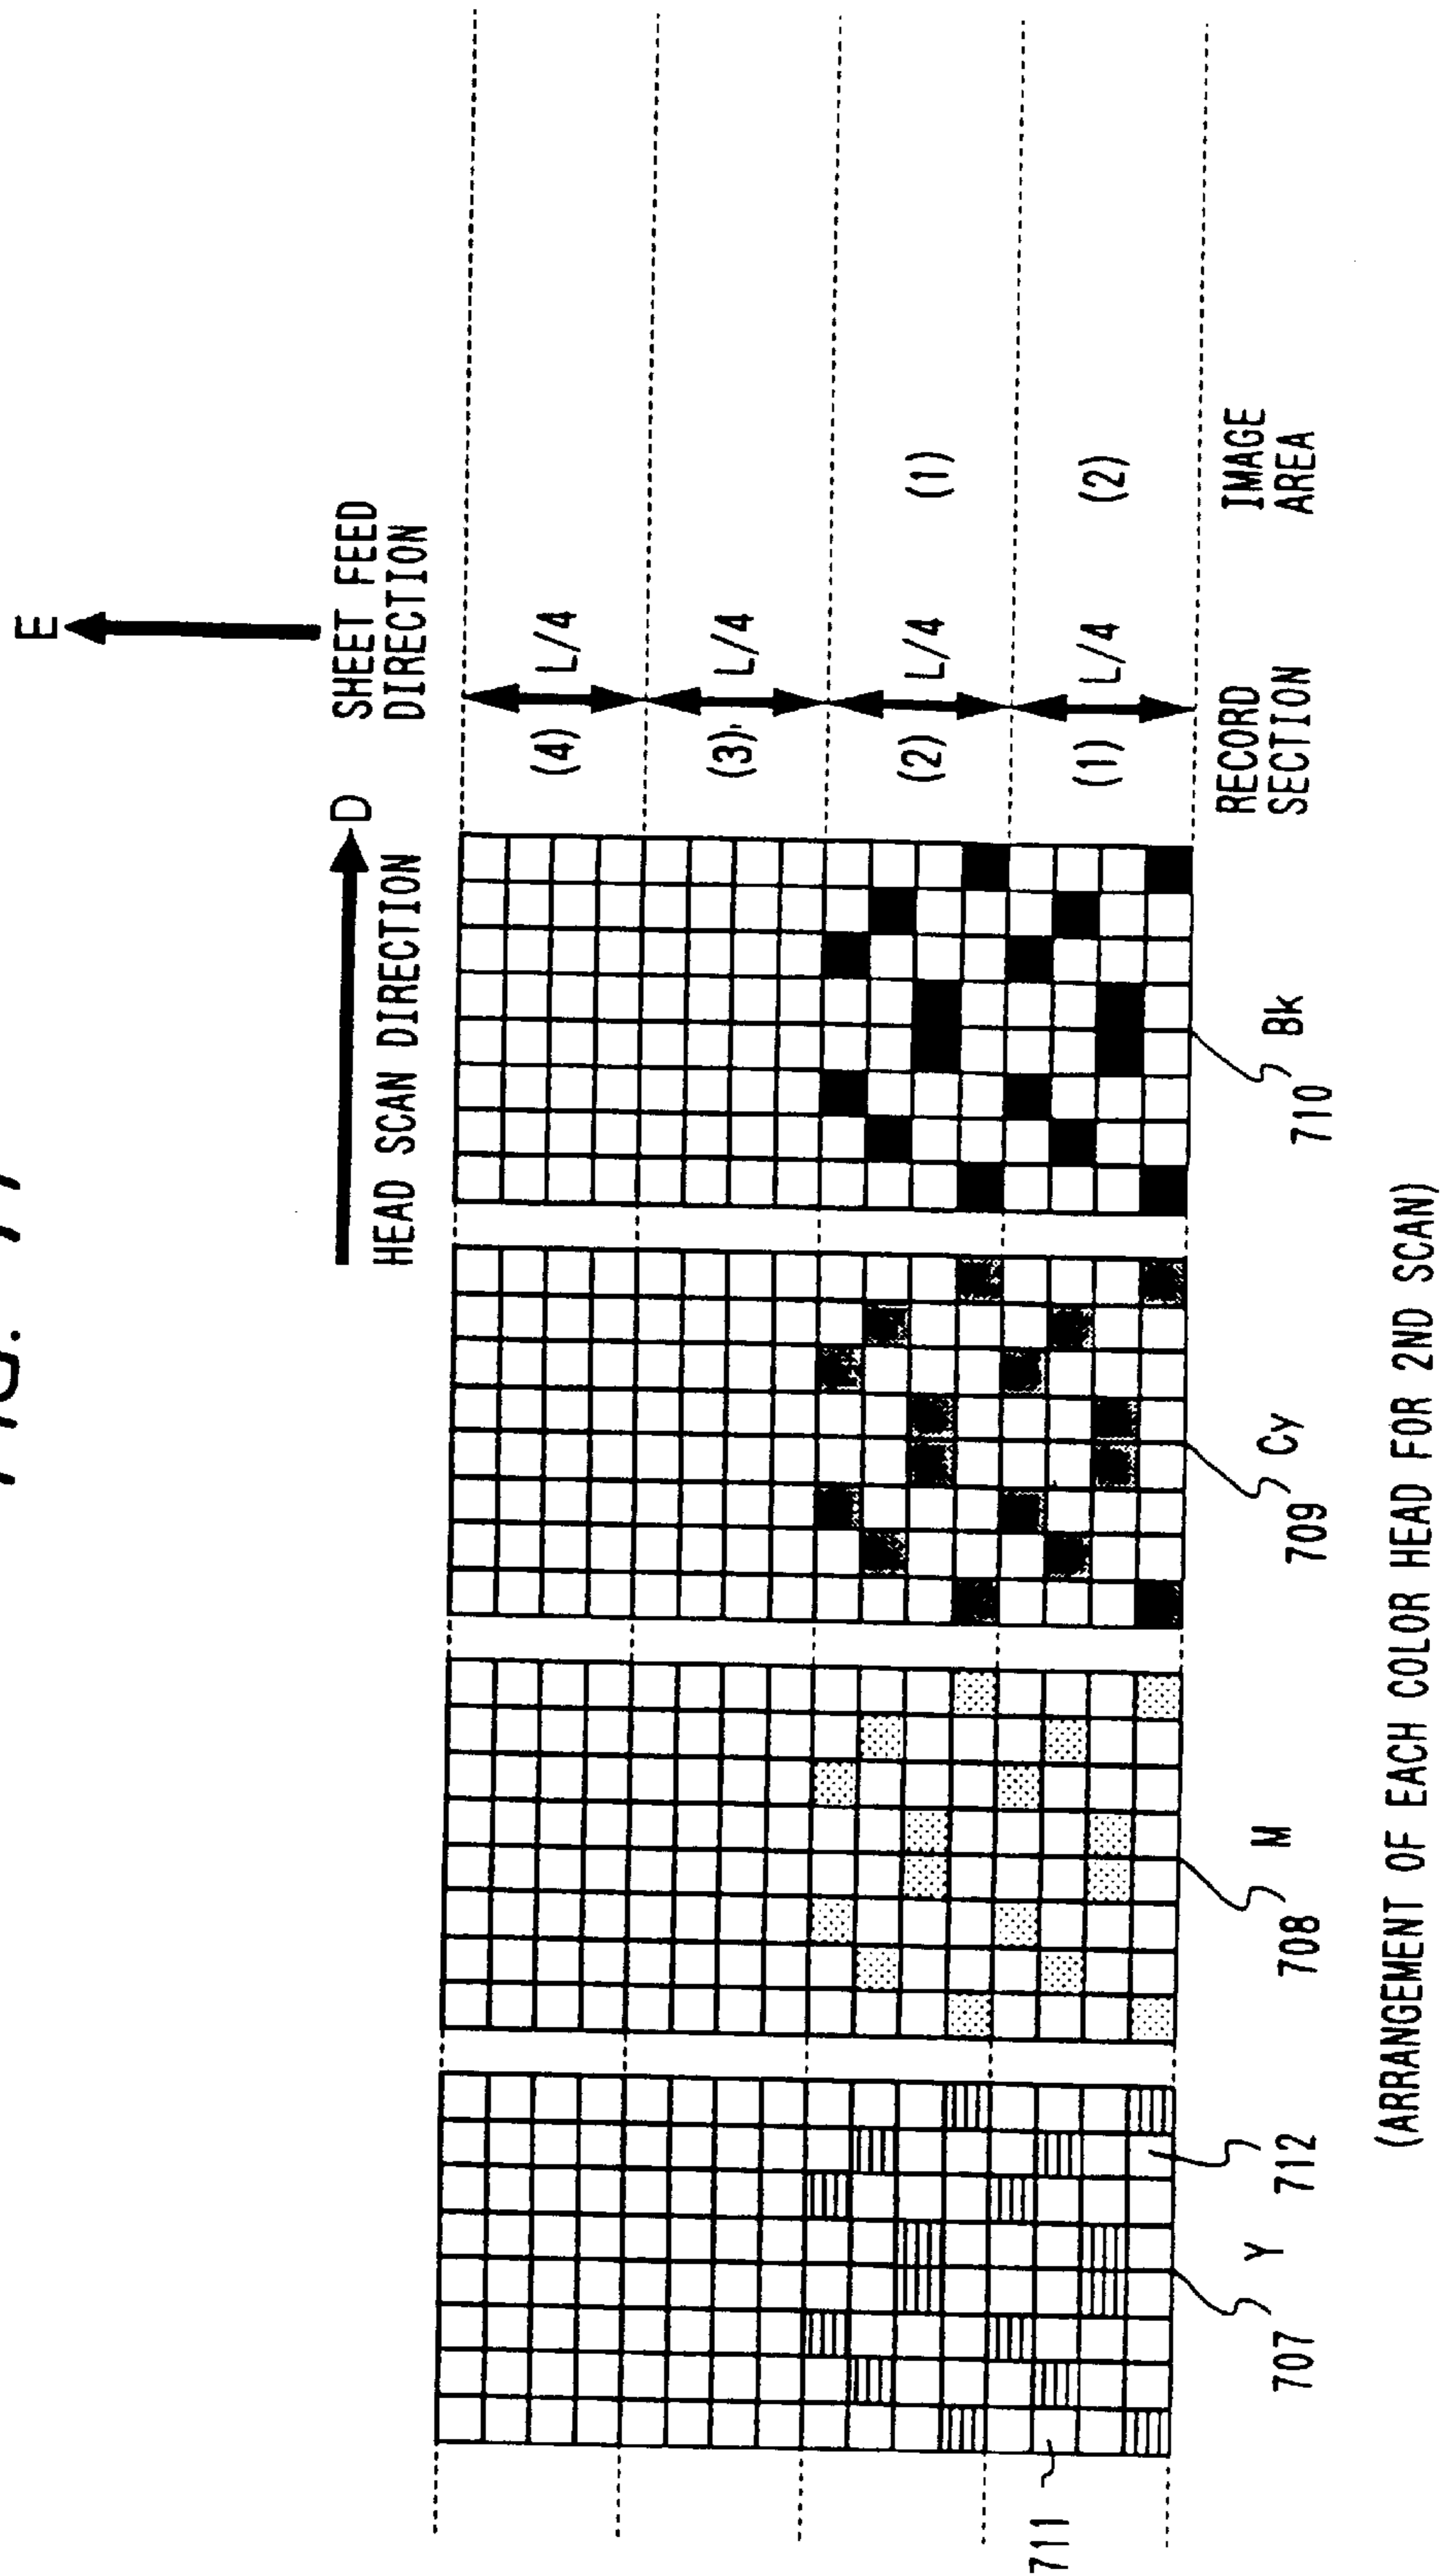 E
SHEET FEED
DIRECTION
D
HEAD SCAN DIRECTION
(4) L/4
(3) L/4
(2) L/4 (1)
(1) L/4 (2)
RECORD
SECTION
IMAGE
AREA
711
707 Y
712
708 M
709 Cy
710 Bk
(ARRANGEMENT OF EACH COLOR HEAD FOR 2ND SCAN)